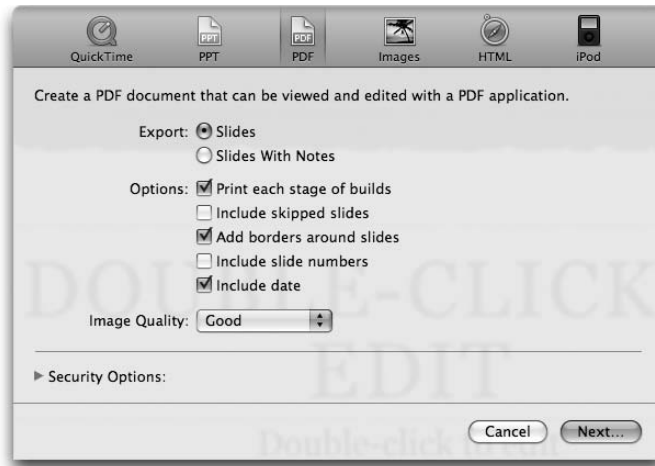 QuickTime PPT PDF Images HTML iPod
Create a PDF document that can be viewed and edited with a PDF application.
Export: Slides
Slides With Notes
Options: Print each stage of builds
Include skipped slides
Add borders around slides
Include slide numbers
Include date
Image Quality: Good
Security Options:
Cancel Next...
DOUBLE-CLICK
EDIT
Double-click to edit